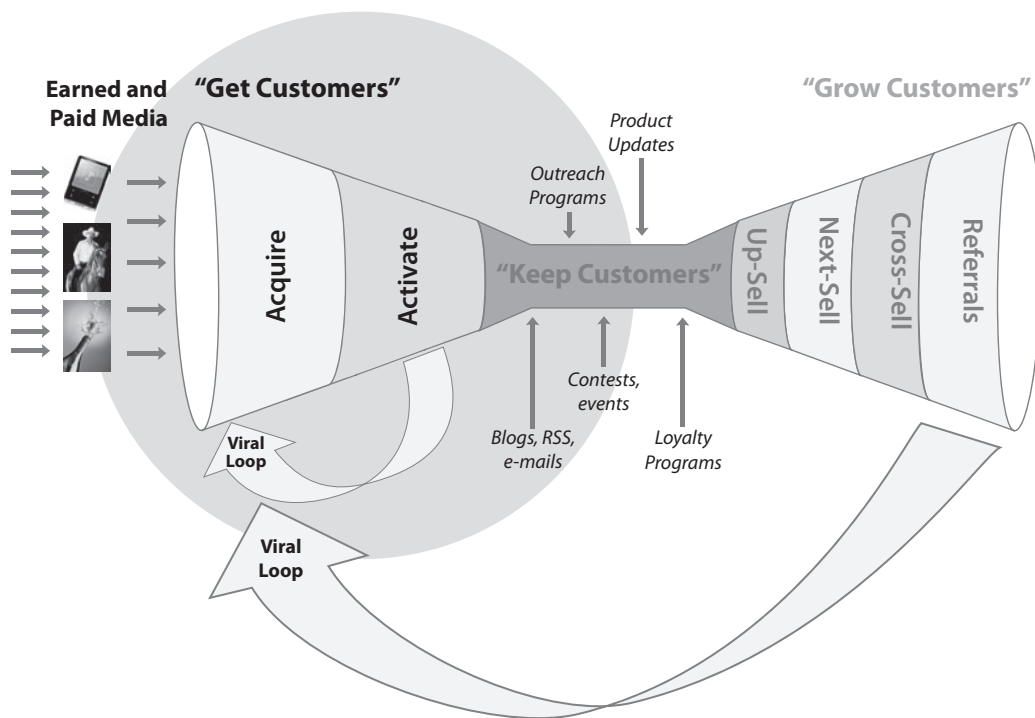 Earned and
Paid Media
“Get Customers”
“Grow Customers”
Product
Updates
Outreach
Programs
Acquire
Activate
“Keep Customers”
Up-Sell
Next-Sell
Cross-Sell
Referrals
Contests,
events
Blogs, RSS,
e-mails
Loyalty
Programs
Viral
Loop
Viral
Loop